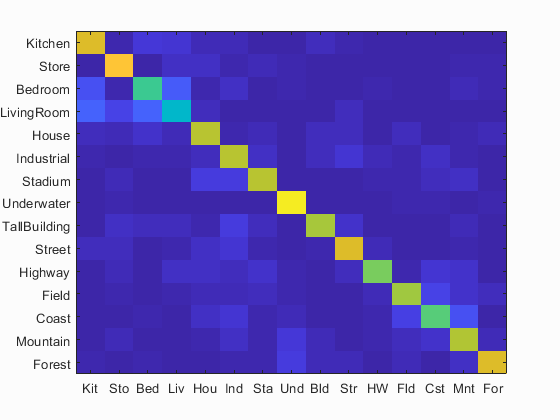 Kitchen
Store
Bedroom
LivingRoom
House
Industrial
Stadium
Underwater
TallBuilding
Street
Highway
Field
Coast
Mountain
Forest
Kit Sto Bed Liv Hou Ind Sta Und Bld Str HW Fld Cst Mnt For